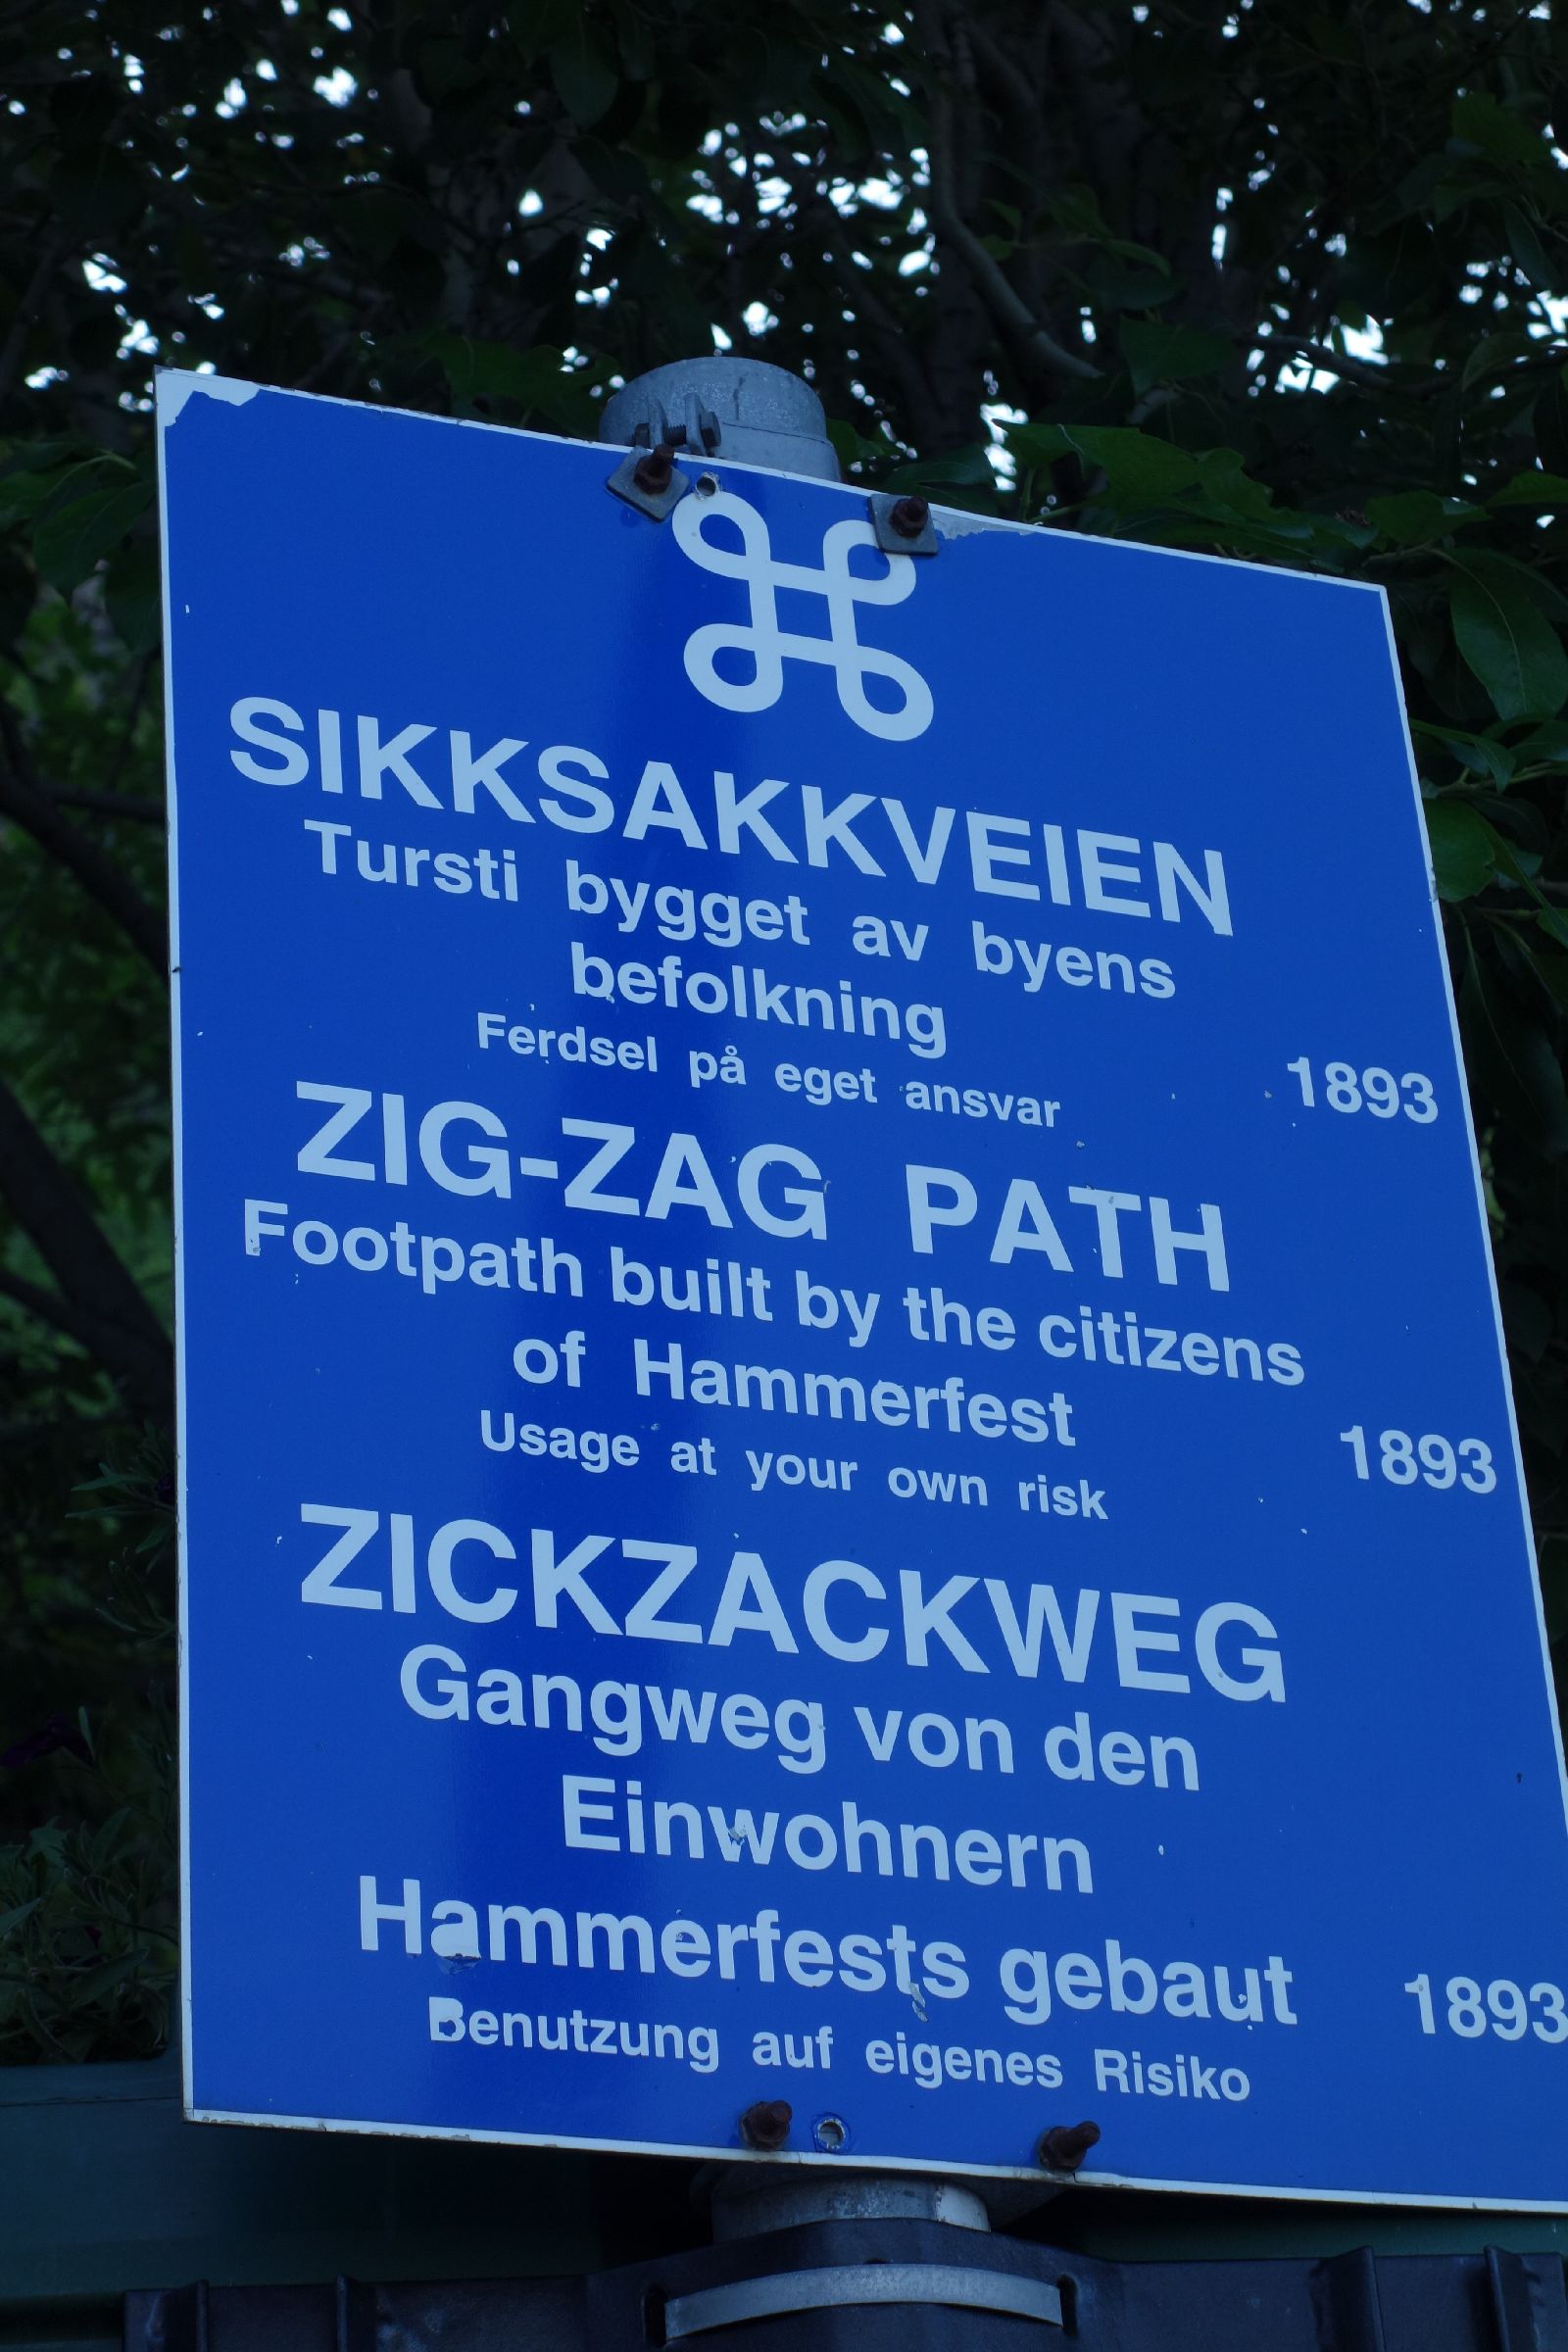 SIKKSAKKVEIEN
Tursti bygget av byens
befolkning
Ferdsel på eget ansvar 1893
ZIG-ZAG PATH
Footpath built by the citizens
of Hammerfest
Usage at your own risk 1893
ZICKZACKWEG
Gangweg von den
Einwohnern
Hammerfests gebaut 1893
Benutzung auf eigenes Risiko